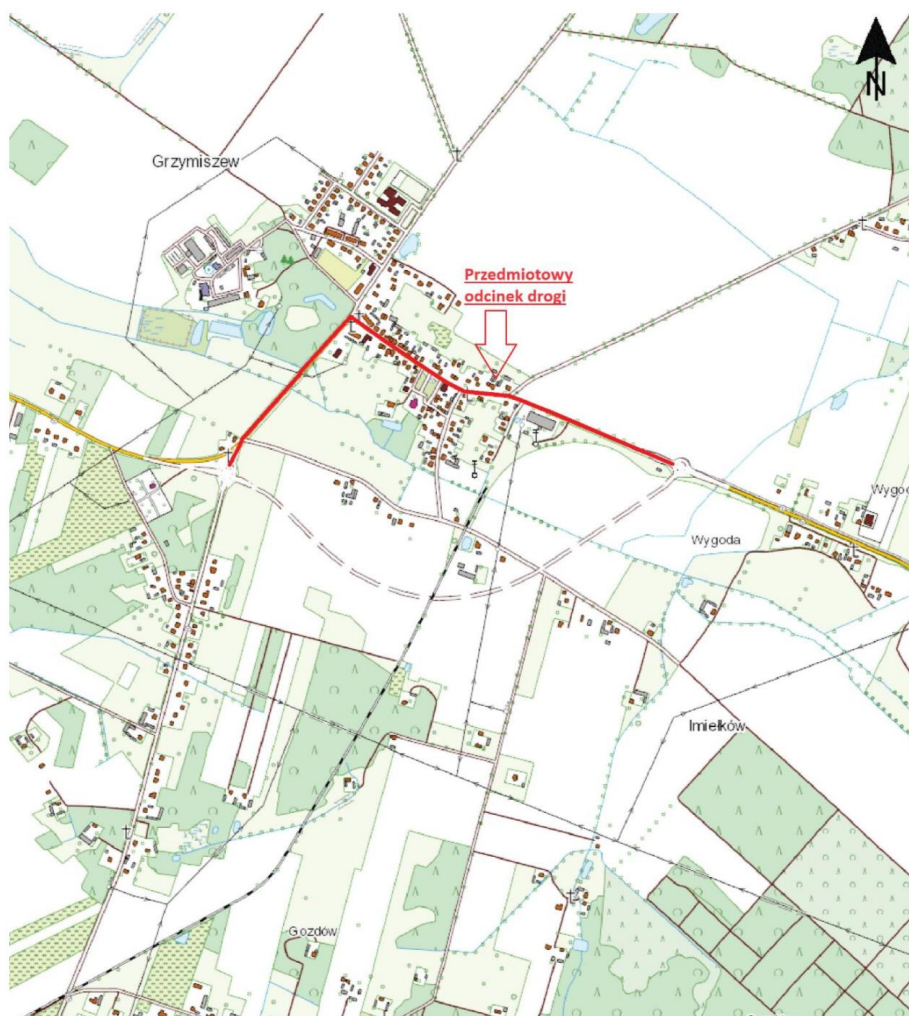 N
Grzymiszew
Przedmiotowy
odcinek drogi
Wygoda
Imiełków
Gozdów